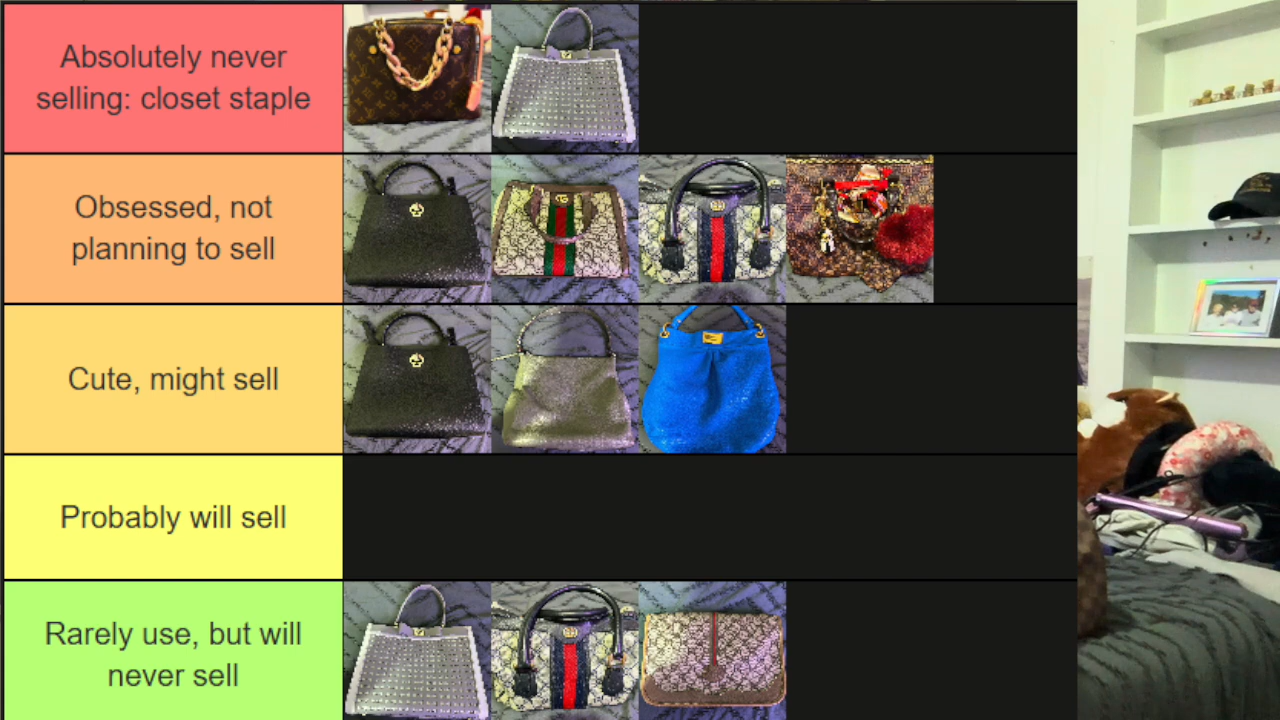 Absolutely never
selling: closet staple
Obsessed, not
planning to sell
Cute, might sell
Probably will sell
Rarely use, but will
never sell